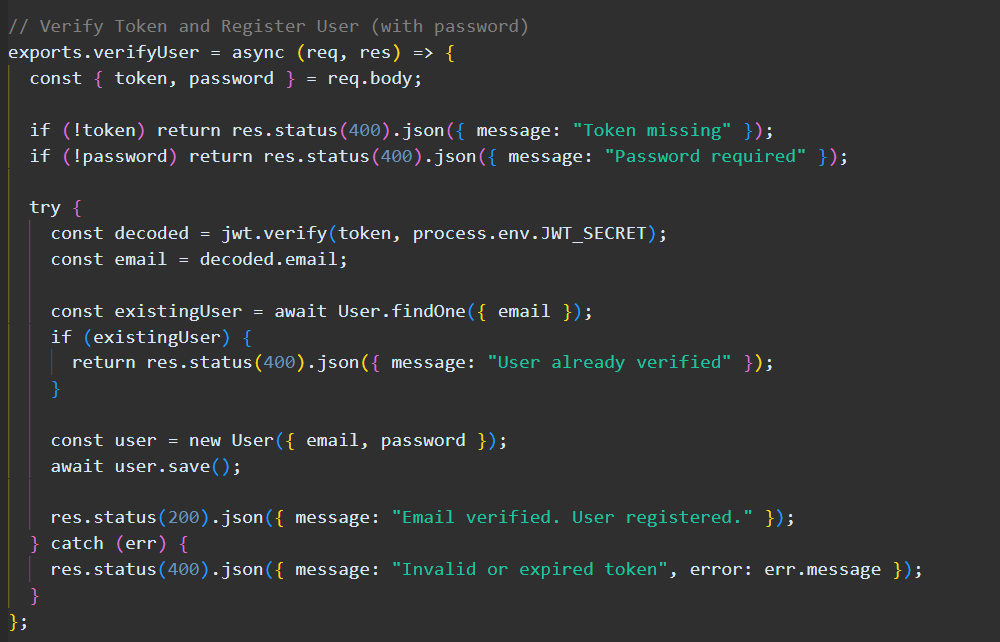 // Verify Token and Register User (with password)
exports.verifyUser = async (req, res) => {
  const { token, password } = req.body;

  if (!token) return res.status(400).json({ message: "Token missing" });
  if (!password) return res.status(400).json({ message: "Password required" });

  try {
    const decoded = jwt.verify(token, process.env.JWT_SECRET);
    const email = decoded.email;

    const existingUser = await User.findOne({ email });
    if (existingUser) {
      return res.status(400).json({ message: "User already verified" });
    }

    const user = new User({ email, password });
    await user.save();

    res.status(200).json({ message: "Email verified. User registered." });
  } catch (err) {
    res.status(400).json({ message: "Invalid or expired token", error: err.message });
  }
};